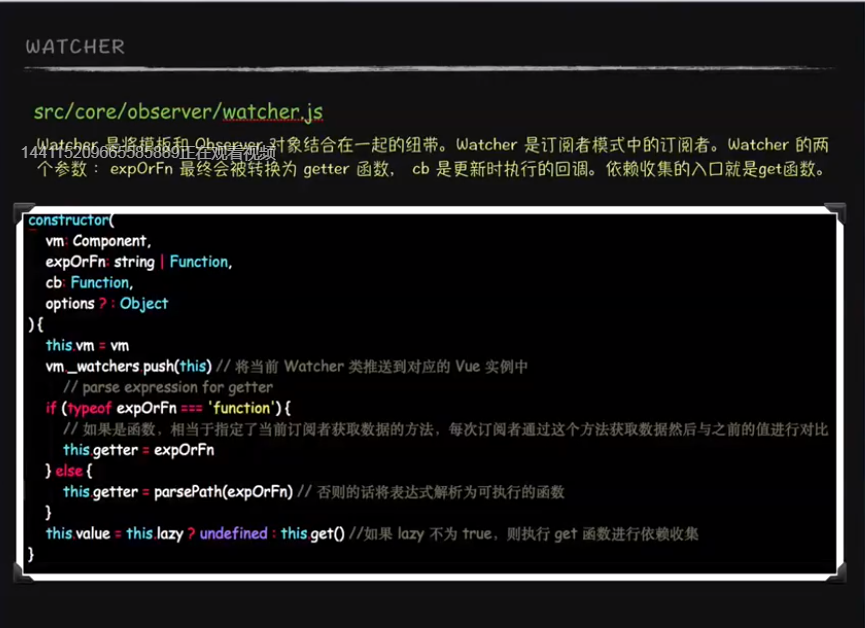 WATCHER
src/core/observer/watcher.js
Watcher 是将模板和 Observer 对象结合在一起的纽带。Watcher 是订阅者模式中的订阅者。Watcher 的两
144115209665585889正在观看视频
个参数： expOrFn 最终会被转换为 getter 函数， cb 是更新时执行的回调。依赖收集的入口就是get函数。
constructor(
vm: Component,
expOrFn: string | Function,
cb: Function,
options ? : Object
) {
this.vm = vm
vm._watchers.push(this) // 将当前 Watcher 类推送到对应的 Vue 实例中
// parse expression for getter
if (typeof expOrFn === 'function') {
// 如果是函数，相当于指定了当前订阅者获取数据的方法，每次订阅者通过这个方法获取数据然后与之前的值进行对比
this.getter = expOrFn
} else {
this.getter = parsePath(expOrFn) // 否则的话将表达式解析为可执行的函数
}
this.value = this.lazy ? undefined : this.get() //如果 lazy 不为 true，则执行 get 函数进行依赖收集
}